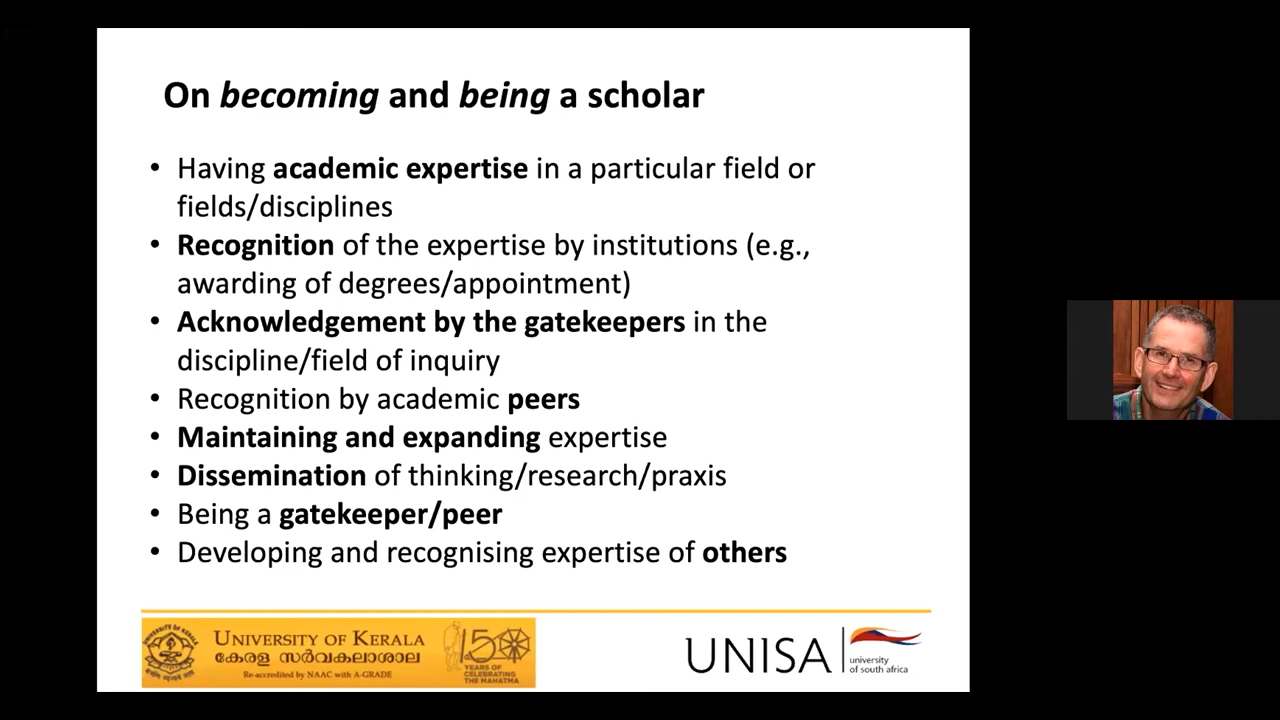 On becoming and being a scholar
• Having academic expertise in a particular field or
fields/disciplines
• Recognition of the expertise by institutions (e.g.,
awarding of degrees/appointment)
• Acknowledgement by the gatekeepers in the
discipline/field of inquiry
• Recognition by academic peers
• Maintaining and expanding expertise
• Dissemination of thinking/research/praxis
• Being a gatekeeper/peer
• Developing and recognising expertise of others
UNIVERSITY OF KERALA
കേരള സർവകലാശാല
Re-accredited by NAAC with A-GRADE
150
YEARS OF
CELEBRATING
THE MAHATMA
UNISA
university
of south africa